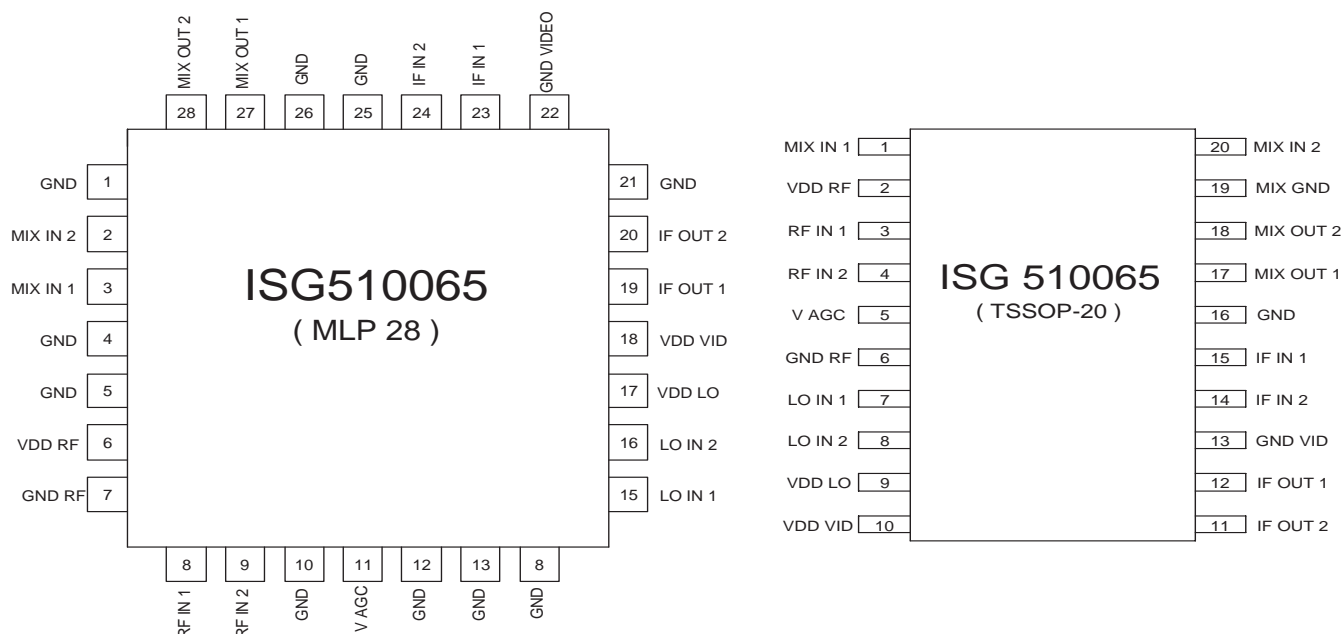 MIX OUT 2
MIX OUT 1
GND
GND
IF IN 2
IF IN 1
GND VIDEO
28 27 26 25 24 23 22
GND 1
MIX IN 2 2
MIX IN 1 3
GND 4
GND 5
VDD RF 6
GND RF 7
ISG510065
( MLP 28 )
21 GND
20 IF OUT 2
19 IF OUT 1
18 VDD VID
17 VDD LO
16 LO IN 2
15 LO IN 1
8 9 10 11 12 13 8
RF IN 1
RF IN 2
GND
V AGC
GND
GND
GND
MIX IN 1 1
VDD RF 2
RF IN 1 3
RF IN 2 4
V AGC 5
GND RF 6
LO IN 1 7
LO IN 2 8
VDD LO 9
VDD VID 10
ISG 510065
( TSSOP-20 )
20 MIX IN 2
19 MIX GND
18 MIX OUT 2
17 MIX OUT 1
16 GND
15 IF IN 1
14 IF IN 2
13 GND VID
12 IF OUT 1
11 IF OUT 2